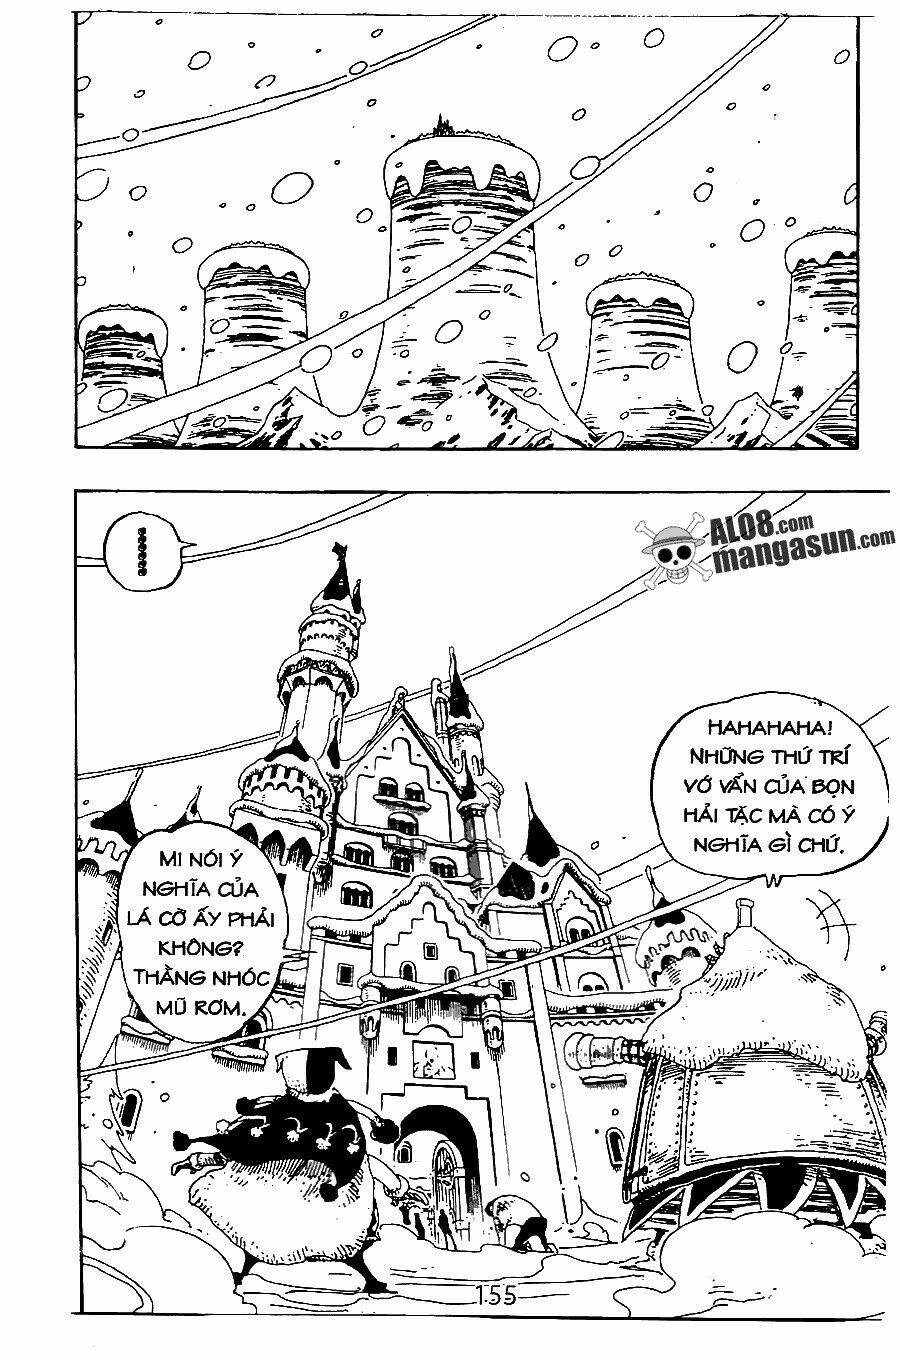 AL08.com
mangasun.com
......
HAHAHAHA!
NHỮNG THỨ TRÍ
VỚ VẨN CỦA BỌN
HẢI TẶC MÀ CÓ Ý
NGHĨA GÌ CHỨ.
MI NÓI Ý
NGHĨA CỦA
LÁ CỜ ẤY PHẢI
KHÔNG?
THẰNG NHÓC
MŨ RƠM.
155